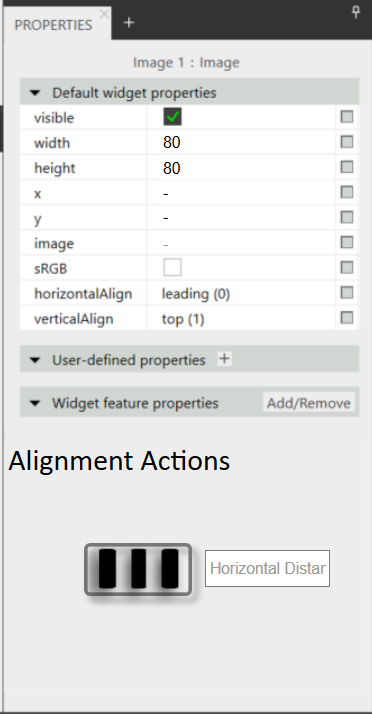 PROPERTIES
+
Image 1 : Image
Default widget properties
visible
width 80
height 80
x -
y -
image -
sRGB
horizontalAlign leading (0)
verticalAlign top (1)
User-defined properties +
Widget feature properties Add/Remove
Alignment Actions
Horizontal Distar